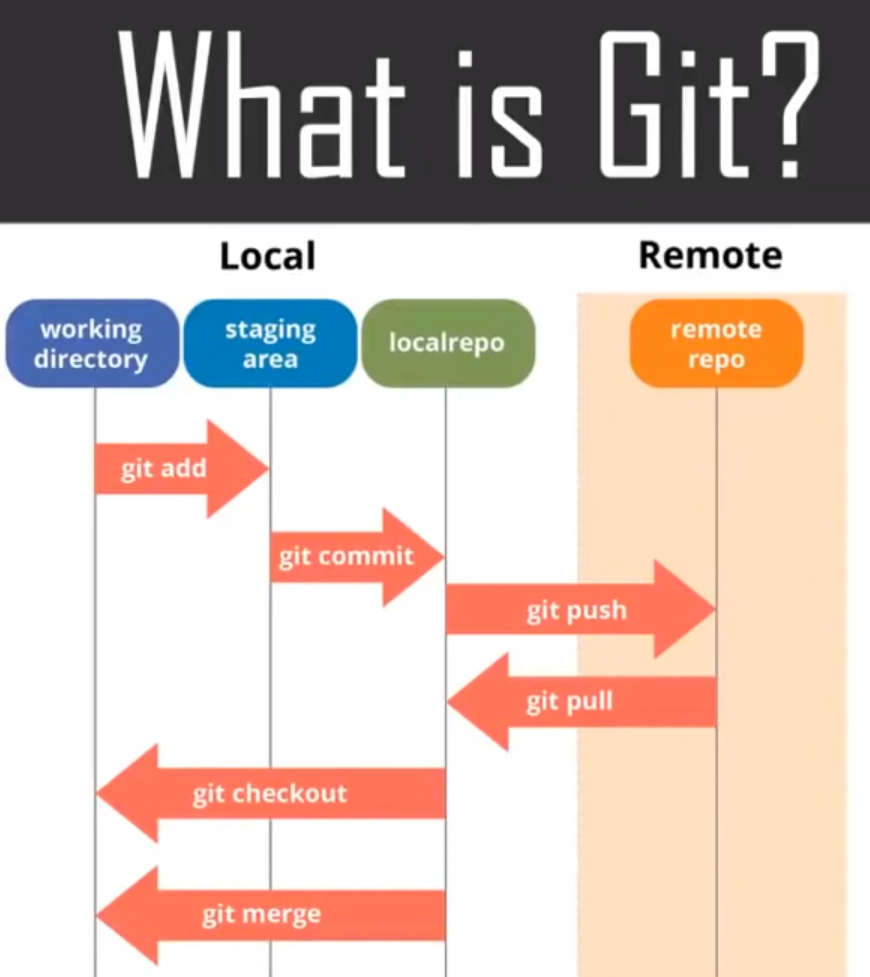 What is Git?
Local
Remote
working
directory
staging
area
localrepo
remote
repo
git add
git commit
git push
git pull
git checkout
git merge